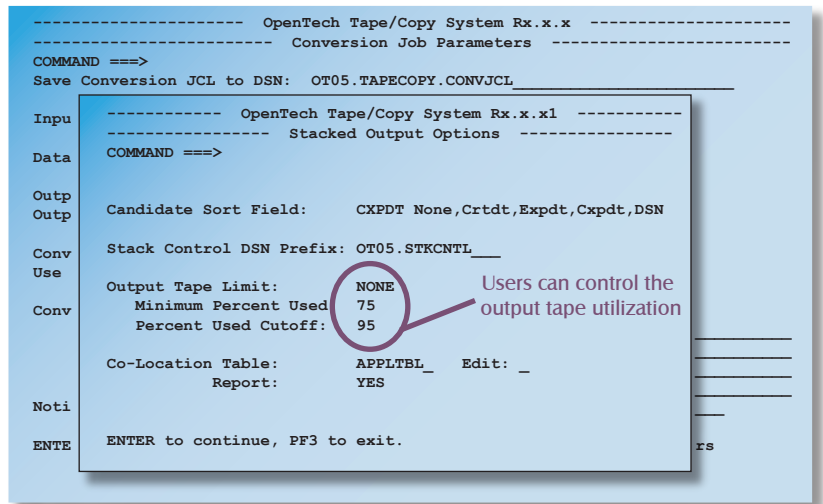 ---------------------- OpenTech Tape/Copy System Rx.x.x ---------------------
------------------------- Conversion Job Parameters -------------------------
COMMAND ===>
Save Conversion JCL to DSN: OT05.TAPECOPY.CONVJCL_______________________
Inpu
Data
Outp
Outp
Conv
Use
Conv
Noti
ENTE
rs
------------ OpenTech Tape/Copy System Rx.x.x1 -----------
----------------- Stacked Output Options ----------------
COMMAND ===>
Candidate Sort Field: CXPDT None,Crtdt,Expdt,Cxpdt,DSN
Stack Control DSN Prefix: OT05.STKCNTL___
Output Tape Limit: NONE
Minimum Percent Used 75
Percent Used Cutoff: 95
Users can control the
output tape utilization
Co-Location Table: APPLTBL_ Edit: _
Report: YES
ENTER to continue, PF3 to exit.